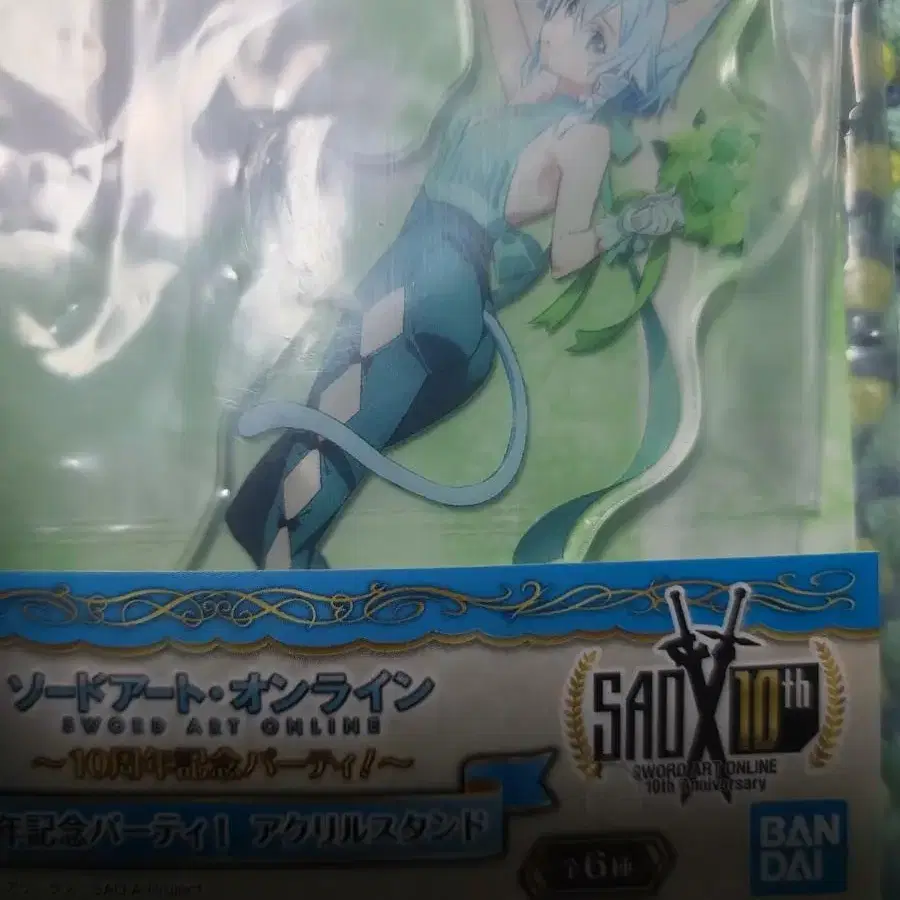 ソードアート・オンライン
SWORD ART ONLINE
～10周年記念パーティ！～
SAO X 10th
SWORD ART ONLINE
10th Anniversary
年記念パーティ！ アクリルスタンド
全6種
BAN
DAI